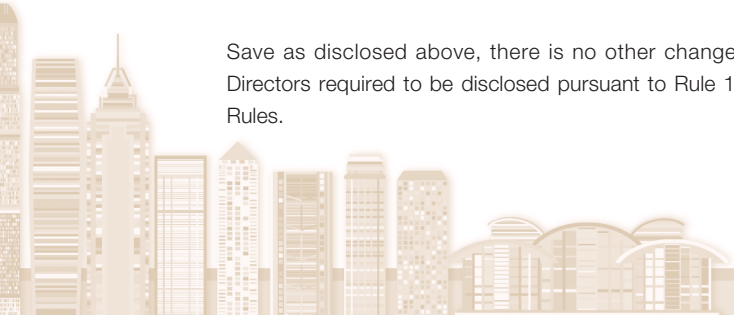 Save as disclosed above, there is no other change
Directors required to be disclosed pursuant to Rule 1
Rules.